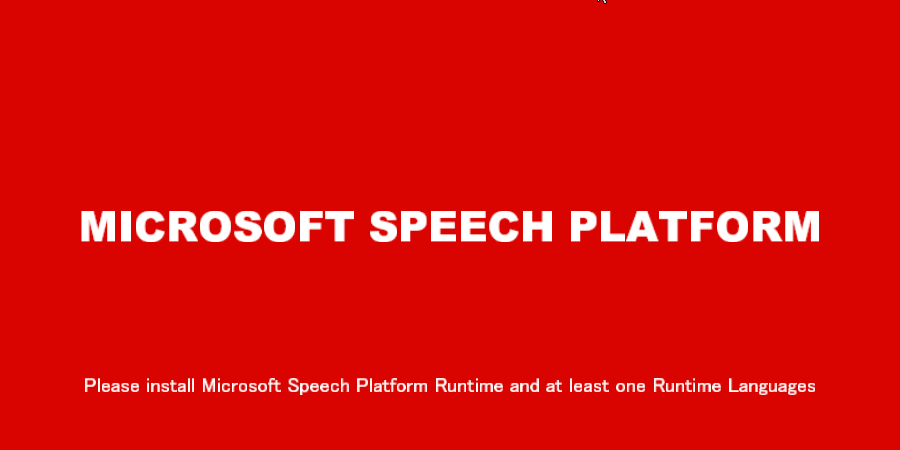 MICROSOFT SPEECH PLATFORM
Please install Microsoft Speech Platform Runtime and at least one Runtime Languages